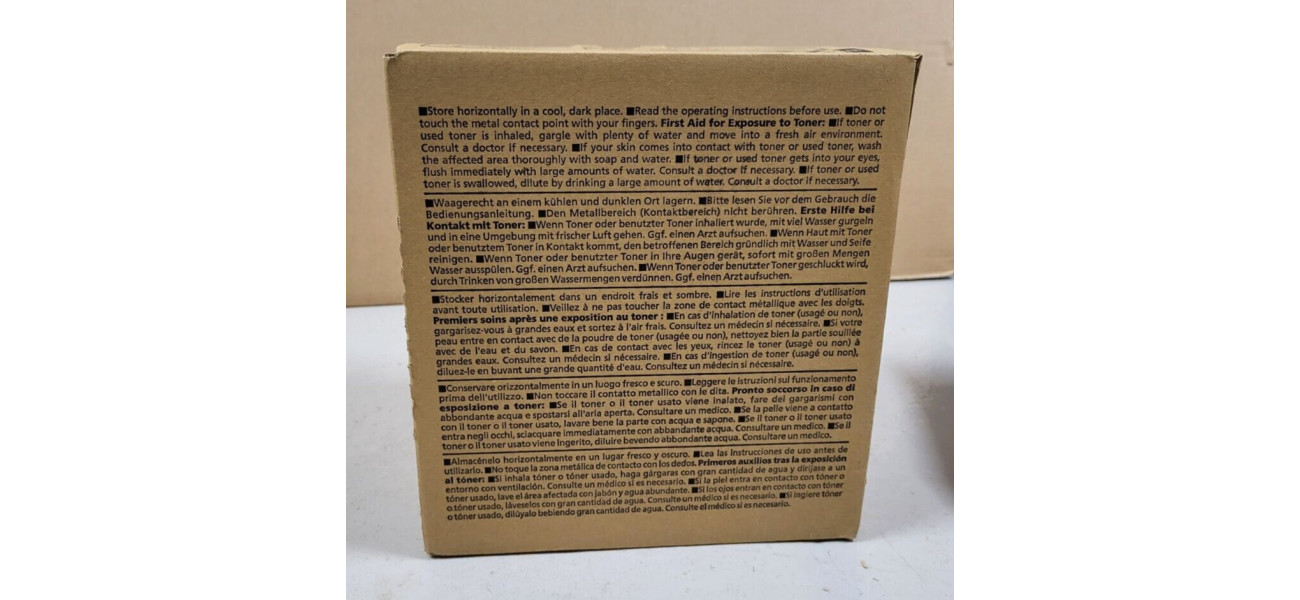 ■Store horizontally in a cool, dark place. ■Read the operating instructions before use. ■Do not
touch the metal contact point with your fingers. First Aid for Exposure to Toner: ■If toner or
used toner is inhaled, gargle with plenty of water and move into a fresh air environment.
Consult a doctor if necessary. ■If your skin comes into contact with toner or used toner, wash
the affected area thoroughly with soap and water. ■If toner or used toner gets into your eyes,
flush immediately with large amounts of water. Consult a doctor if necessary. ■If toner or used
toner is swallowed, dilute by drinking a large amount of water. Consult a doctor if necessary.
■Waagerecht an einem kühlen und dunklen Ort lagern. ■Bitte lesen Sie vor dem Gebrauch die
Bedienungsanleitung. ■Den Metallbereich (Kontaktbereich) nicht berühren. Erste Hilfe bei
Kontakt mit Toner: ■Wenn Toner oder benutzter Toner inhaliert wurde, mit viel Wasser gurgeln
und in eine Umgebung mit frischer Luft gehen. Ggf. einen Arzt aufsuchen. ■Wenn Haut mit Toner
oder benutztem Toner in Kontakt kommt, den betroffenen Bereich gründlich mit Wasser und Seife
reinigen. ■Wenn Toner oder benutzter Toner in Ihre Augen gerät, sofort mit großen Mengen
Wasser ausspülen. Ggf. einen Arzt aufsuchen. ■Wenn Toner oder benutzter Toner geschluckt wird,
durch Trinken von großen Wassermengen verdünnen. Ggf. einen Arzt aufsuchen.
■Stocker horizontalement dans un endroit frais et sombre. ■Lire les instructions d'utilisation
avant toute utilisation. ■Veillez à ne pas toucher la zone de contact métallique avec les doigts.
Premiers soins après une exposition au toner : ■En cas d'inhalation de toner (usagé ou non),
gargarisez-vous à grandes eaux et sortez à l'air frais. Consultez un médecin si nécessaire. ■Si votre
peau entre en contact avec de la poudre de toner (usagée ou non), nettoyez bien la partie souillée
avec de l'eau et du savon. ■En cas de contact avec les yeux, rincez le toner (usagé ou non) à
grandes eaux. Consultez un médecin si nécessaire. ■En cas d'ingestion de toner (usagé ou non),
diluez-le en buvant une grande quantité d'eau. Consultez un médecin si nécessaire.
■Conservare orizzontalmente in un luogo fresco e scuro. ■Leggere le istruzioni sul funzionamento
prima dell'utilizzo. ■Non toccare il contatto metallico con le dita. Pronto soccorso in caso di
esposizione a toner: ■Se il toner o il toner usato viene inalato, fare dei gargarismi con
abbondante acqua e spostarsi all'aria aperta. Consultare un medico. ■Se la pelle viene a contatto
con il toner o il toner usato, lavare bene la parte con acqua e sapone. ■Se il toner o il toner usato
entra negli occhi, sciacquare immediatamente con abbandante acqua. Consultare un medico. ■Se il
toner o il toner usato viene ingerito, diluire bevendo abbondante acqua. Consultare un medico.
■Almacénelo horizontalmente en un lugar fresco y oscuro. ■Lea las instrucciones de uso antes de
utilizarlo. ■No toque la zona metálica de contacto con los dedos. Primeros auxilios tras la exposición
al tóner: ■Si inhala tóner o tóner usado, haga gárgaras con gran cantidad de agua y diríjase a un
entorno con ventilación. Consulte un médico si es necesario. ■Si la piel entra en contacto con tóner o
tóner usado, lave el área afectada con jabón y agua abundante. ■Si los ojos entran en contacto con tóner
o tóner usado, láveselos con gran cantidad de agua. Consulte un médico si es necesario. ■Si ingiere tóner
o tóner usado, dilúyalo bebiendo gran cantidad de agua. Consulte el médico si es necesario.